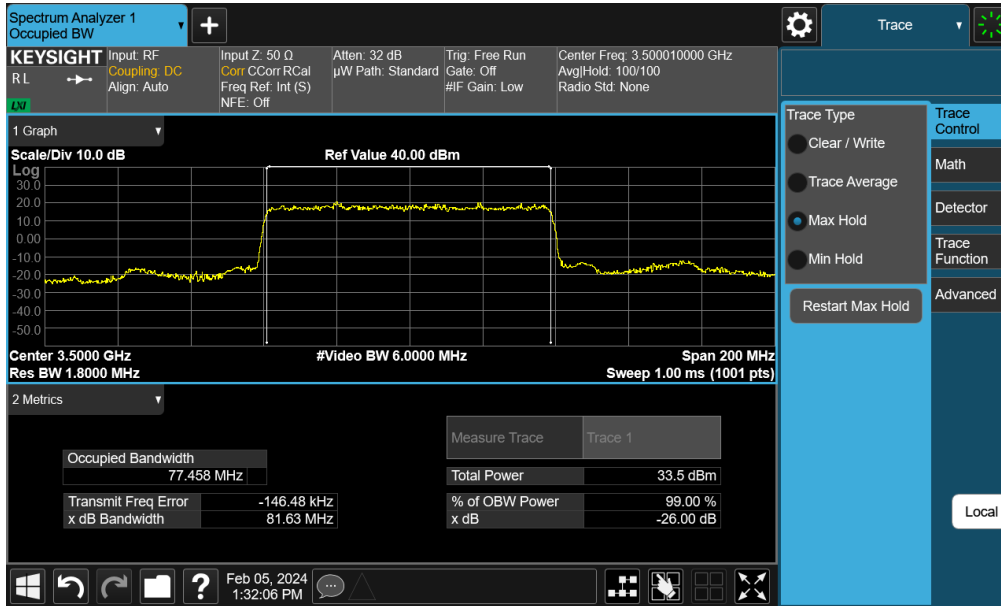 Spectrum Analyzer 1
Occupied BW
+
Trace
KEYSIGHT
R L
LXI
Input: RF
Coupling: DC
Align: Auto
Input Z: 50 Ω
Corr CCorr RCal
Freq Ref: Int (S)
NFE: Off
Atten: 32 dB
µW Path: Standard
Trig: Free Run
Gate: Off
#IF Gain: Low
Center Freq: 3.500010000 GHz
Avg|Hold: 100/100
Radio Std: None
1 Graph
Scale/Div 10.0 dB
Ref Value 40.00 dBm
Log
30.0
20.0
10.0
0.00
-10.0
-20.0
-30.0
-40.0
-50.0
Center 3.5000 GHz
#Video BW 6.0000 MHz
Span 200 MHz
Res BW 1.8000 MHz
Sweep 1.00 ms (1001 pts)
2 Metrics
Measure Trace Trace 1
Occupied Bandwidth
77.458 MHz
Total Power 33.5 dBm
Transmit Freq Error -146.48 kHz
% of OBW Power 99.00 %
x dB Bandwidth 81.63 MHz
x dB -26.00 dB
Trace Type
Clear / Write
Trace Average
Max Hold
Min Hold
Restart Max Hold
Trace
Control
Math
Detector
Trace
Function
Advanced
Local
?
Feb 05, 2024
1:32:06 PM